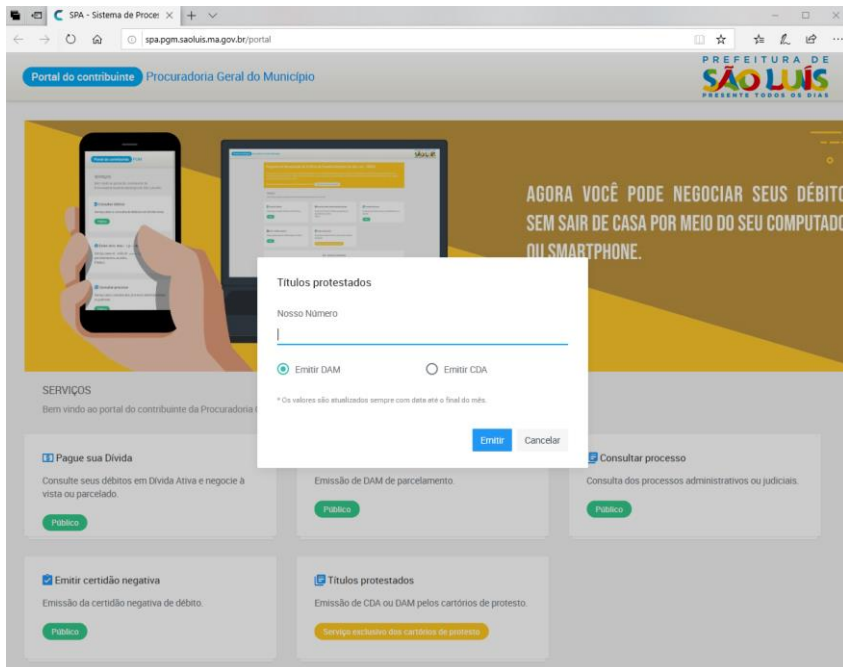 SPA - Sistema de Proces
spa.pgm.saoluis.ma.gov.br/portal
Portal do contribuinte Procuradoria Geral do Município
PREFEITURA DE
SÃO LUÍS
PRESENTE TODOS OS DIAS
AGORA VOCÊ PODE NEGOCIAR SEUS DÉBITO
SEM SAIR DE CASA POR MEIO DO SEU COMPUTADO
OU SMARTPHONE.
Títulos protestados
Nosso Número
Emitir DAM
Emitir CDA
* Os valores são atualizados sempre com data até o final do mês.
Emitir
Cancelar
SERVIÇOS
Bem vindo ao portal do contribuinte da Procuradoria
Pague sua Dívida
Consulte seus débitos em Dívida Ativa e negocie à
vista ou parcelado.
Público
Emissão de DAM de parcelamento.
Público
Consultar processo
Consulta dos processos administrativos ou judiciais.
Público
Emitir certidão negativa
Emissão da certidão negativa de débito.
Público
Títulos protestados
Emissão de CDA ou DAM pelos cartórios de protesto.
Serviço exclusivo dos cartórios de protesto